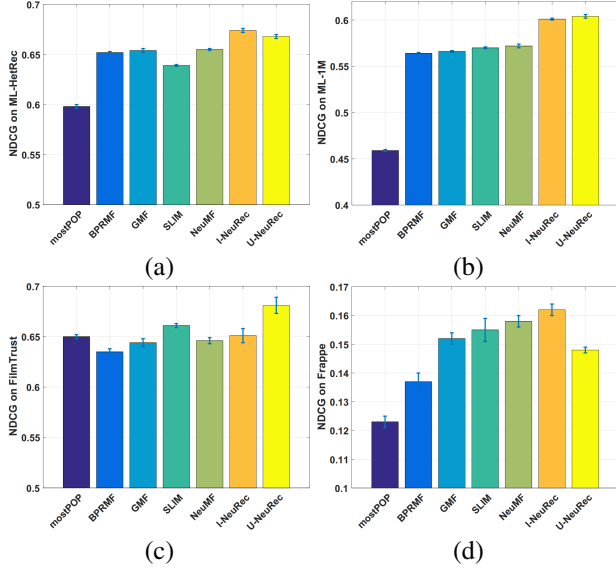 NDCG on ML-HetRec
0.7
0.65
0.6
0.55
0.5
mostPOP
BPRMF
GMF
SLIM
NeuMF
I-NeuRec
U-NeuRec
(a)
NDCG on ML-1M
0.6
0.55
0.5
0.45
0.4
mostPOP
BPRMF
GMF
SLIM
NeuMF
I-NeuRec
U-NeuRec
(b)
NDCG on FilmTrust
0.7
0.65
0.6
0.55
0.5
mostPOP
BPRMF
GMF
SLIM
NeuMF
I-NeuRec
U-NeuRec
(c)
NDCG on Frappe
0.17
0.16
0.15
0.14
0.13
0.12
0.11
0.1
mostPOP
BPRMF
GMF
SLIM
NeuMF
I-NeuRec
U-NeuRec
(d)